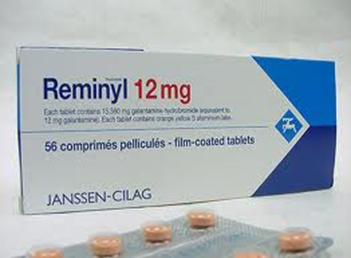 Reminyl 12 mg
Each tablet contains 15,380 mg galantamine hydrobromide (equivalent to
12 mg galantamine). Each tablet contains orange yellow S aluminium lake.
56 comprimés pelliculés - film-coated tablets
JANSSEN-CILAG